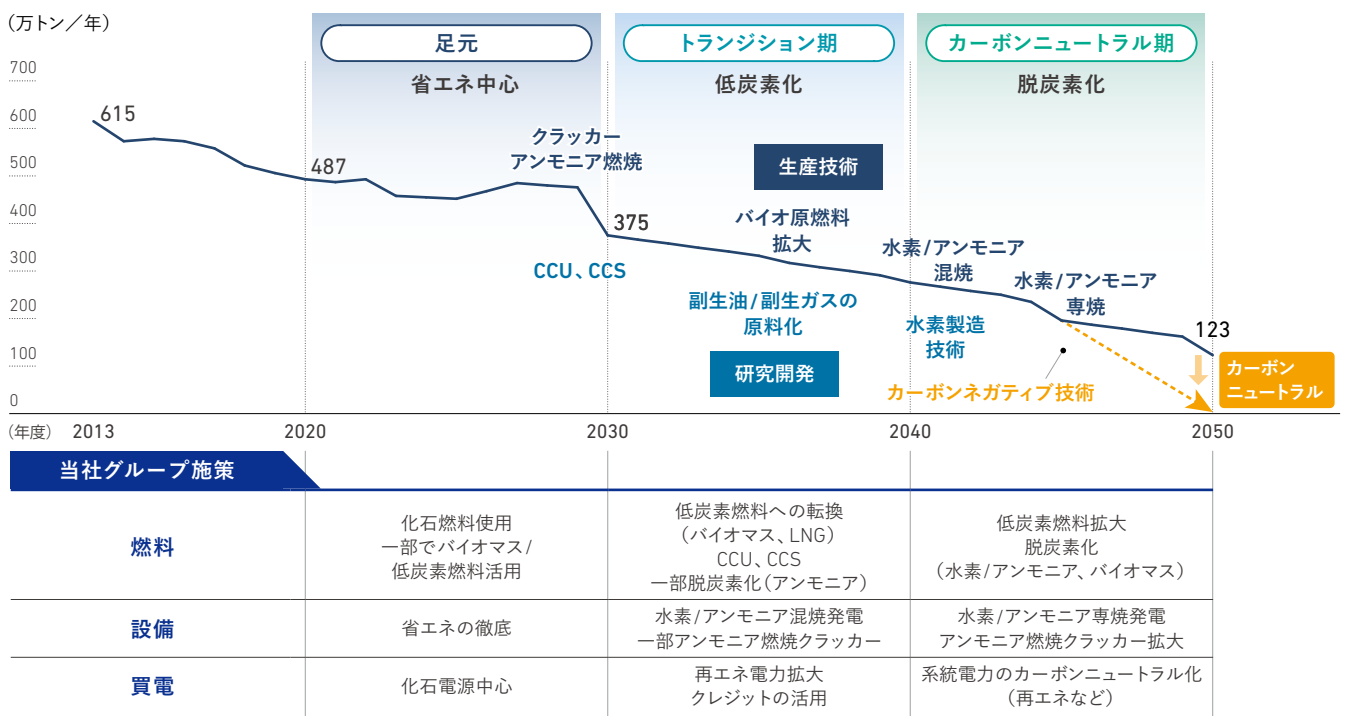 (万トン/年)
足元
トランジション期
カーボンニュートラル期
省エネ中心
低炭素化
脱炭素化
700
600
500
400
300
200
100
0
615
487
クラッカー
アンモニア燃焼
375
CCU、CCS
生産技術
バイオ原燃料
拡大
副生油/副生ガスの
原料化
研究開発
水素/アンモニア
混焼
水素製造
技術
水素/アンモニア
専焼
カーボンネガティブ技術
123
カーボン
ニュートラル
(年度) 2013 2020 2030 2040 2050
当社グループ施策
燃料
化石燃料使用
一部でバイオマス/
低炭素燃料活用
低炭素燃料への転換
(バイオマス、LNG)
CCU、CCS
一部脱炭素化(アンモニア)
低炭素燃料拡大
脱炭素化
(水素/アンモニア、バイオマス)
設備
省エネの徹底
水素/アンモニア混焼発電
一部アンモニア燃焼クラッカー
水素/アンモニア専焼発電
アンモニア燃焼クラッカー拡大
買電
化石電源中心
再エネ電力拡大
クレジットの活用
系統電力のカーボンニュートラル化
(再エネなど)